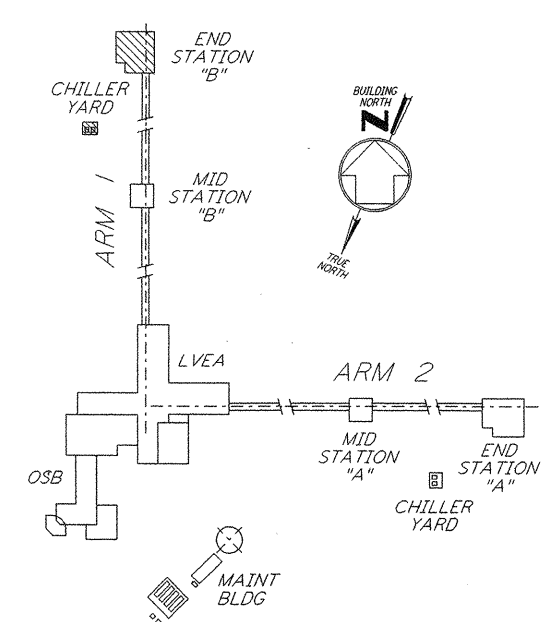 END
STATION
"B"
CHILLER
YARD
BUILDING
NORTH
N
TRUE
NORTH
MID
STATION
"B"
ARM 1
LVEA
ARM 2
MID
STATION
"A"
END
STATION
"A"
CHILLER
YARD
OSB
MAINT
BLDG